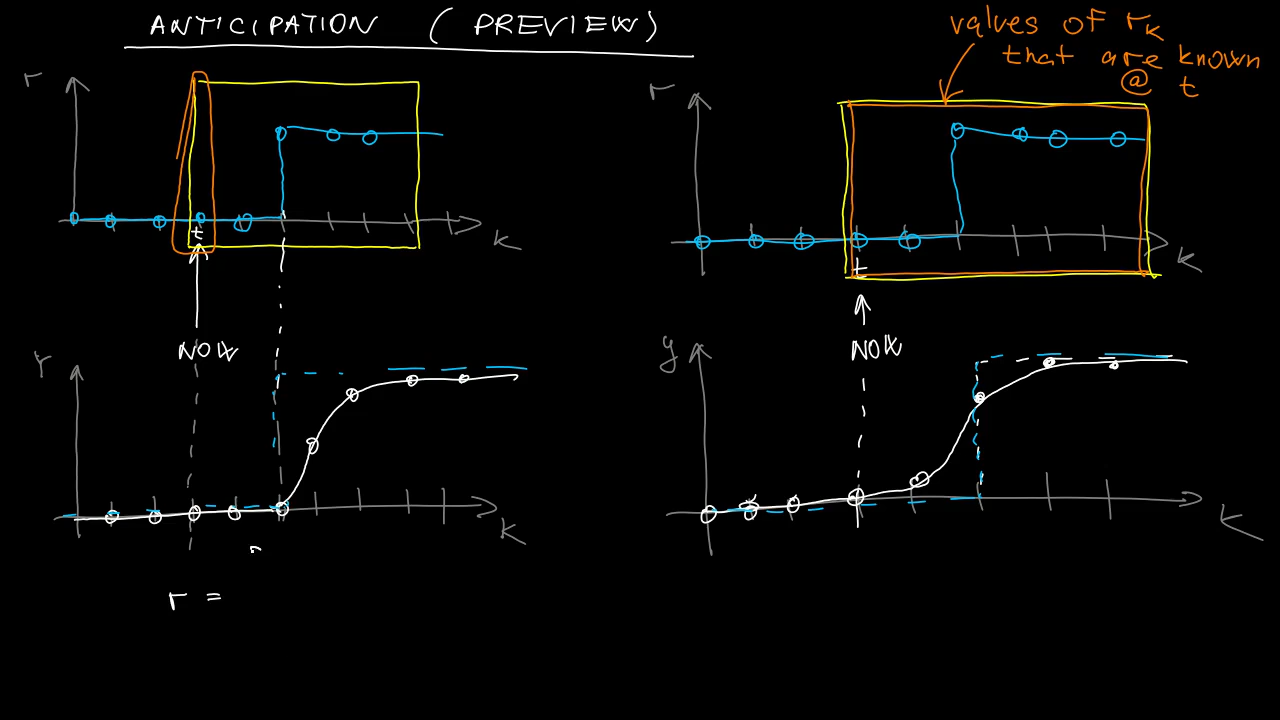 ANTICIPATION (PREVIEW)
values of r_k
that are known
@ t
r
t
k
NOW
r
k
r =
r
t
k
NOW
y
k